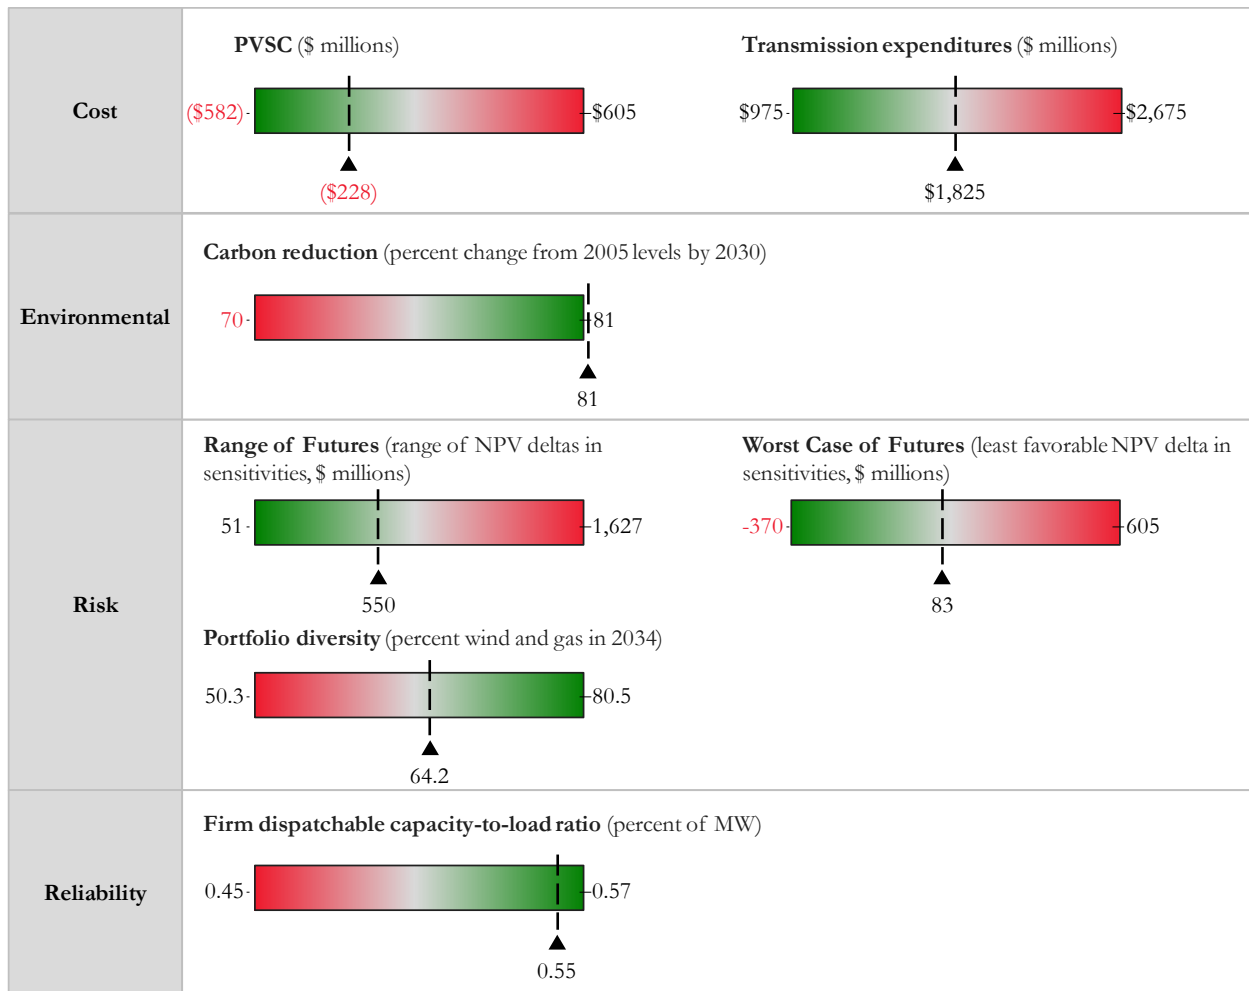 Cost
PVSC ($ millions)
($582)
$605
($228)
Transmission expenditures ($ millions)
$975
$2,675
$1,825
Environmental
Carbon reduction (percent change from 2005 levels by 2030)
70
81
81
Risk
Range of Futures (range of NPV deltas in
sensitivities, $ millions)
51
1,627
550
Worst Case of Futures (least favorable NPV delta in
sensitivities, $ millions)
-370
605
83
Portfolio diversity (percent wind and gas in 2034)
50.3
80.5
64.2
Reliability
Firm dispatchable capacity-to-load ratio (percent of MW)
0.45
0.57
0.55